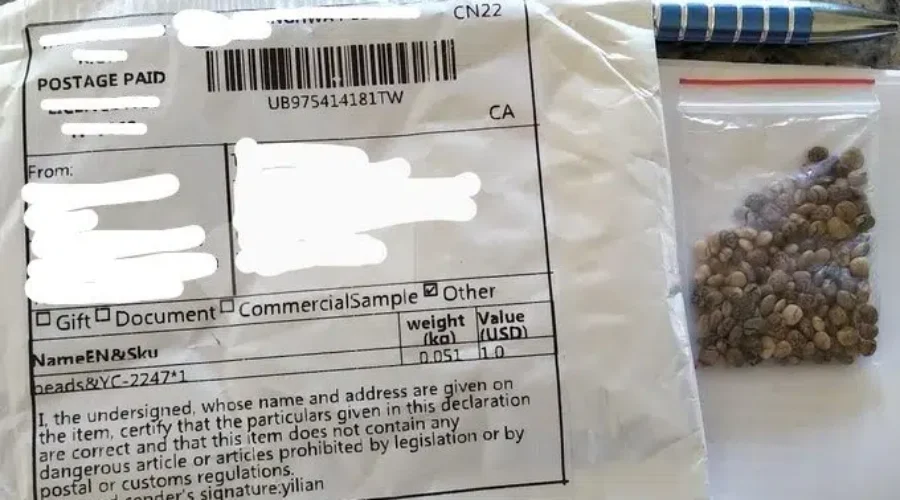 CN22
POSTAGE PAID
UB975414181TW
CA
From:
Gift Document CommercialSample Other
weight (kg) Value (USD)
NameEN&Sku
0.051 1.0
beads&YC-2247*1
I, the undersigned, whose name and address are given on
the item, certify that the particulars given in this declaration
are correct and that this item does not contain any
dangerous article or articles prohibited by legislation or by
postal or customs regulations.
sender's signature:yilian